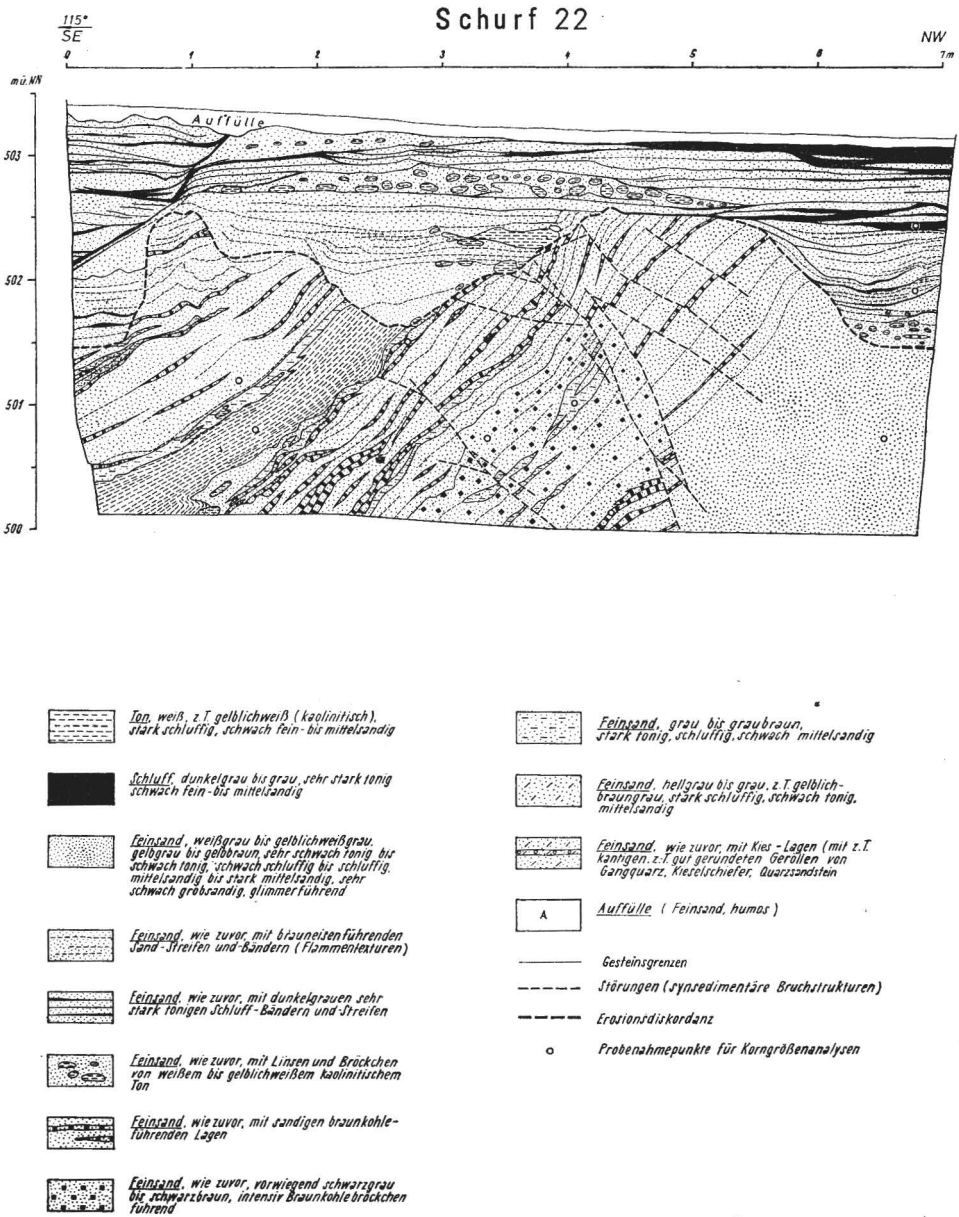 Schurf 22
115°
SE
NW
0 1 2 3 4 5 6 7m
mü.NN
Auffülle
503
502
501
500
Ton, weiß, z.T. gelblichweiß (kaolinitisch),
stark schluffig, schwach fein- bis mittelsandig
Schluff, dunkelgrau bis grau, sehr stark tonig
schwach fein- bis mittelsandig
Feinsand, weißgrau bis gelblichweißgrau,
gelbgrau bis gelbbraun, sehr schwach tonig bis
schwach tonig, schwach schluffig bis schluffig,
mittelsandig bis stark mittelsandig, sehr
schwach grobsandig, glimmerführend
Feinsand, wie zuvor, mit brauneisenführenden
Sand-Streifen und-Bändern (Flammentexturen)
Feinsand, wie zuvor, mit dunkelgrauen sehr
stark tonigen Schluff-Bändern und-Streifen
Feinsand, wie zuvor, mit Linsen und Bröckchen
von weißem bis gelblichweißem kaolinitischem
Ton
Feinsand, wie zuvor, mit sandigen braunkohle-
führenden Lagen
Feinsand, wie zuvor, vorwiegend schwarzgrau
bis schwarzbraun, intensiv Braunkohlebröckchen
führend
Feinsand, grau bis graubraun,
stark tonig, schluffig, schwach mittelsandig
Feinsand, hellgrau bis grau, z.T. gelblich-
braungrau, stark schluffig, schwach tonig,
mittelsandig
Feinsand, wie zuvor, mit Kies-Lagen (mit z.T.
kantigen, z.T. gut gerundeten Geröllen von
Gangquarz, Kieselschiefer, Quarzsandstein
A
Auffülle (Feinsand, humos)
Gesteinsgrenzen
Störungen (synsedimentäre Bruchstrukturen)
Erosionsdiskordanz
Probenahmepunkte für Korngrößenanalysen